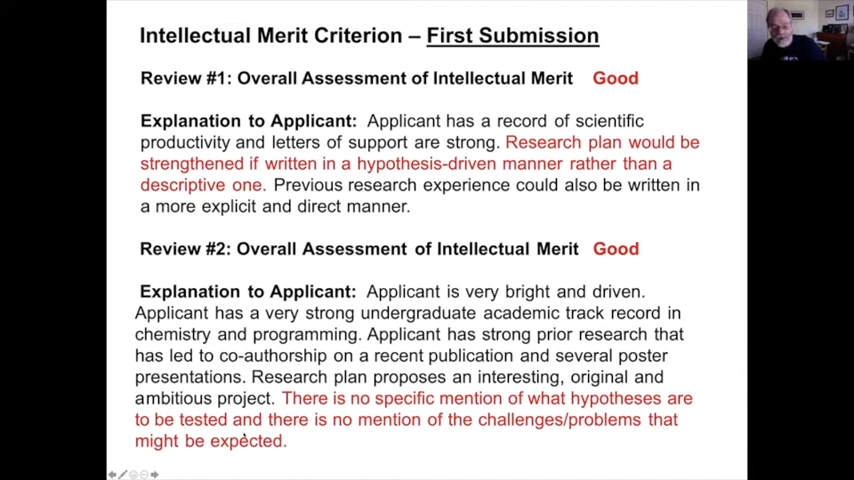 Intellectual Merit Criterion – First Submission
Review #1: Overall Assessment of Intellectual Merit Good
Explanation to Applicant: Applicant has a record of scientific
productivity and letters of support are strong. Research plan would be
strengthened if written in a hypothesis-driven manner rather than a
descriptive one. Previous research experience could also be written in
a more explicit and direct manner.
Review #2: Overall Assessment of Intellectual Merit Good
Explanation to Applicant: Applicant is very bright and driven.
Applicant has a very strong undergraduate academic track record in
chemistry and programming. Applicant has strong prior research that
has led to co-authorship on a recent publication and several poster
presentations. Research plan proposes an interesting, original and
ambitious project. There is no specific mention of what hypotheses are
to be tested and there is no mention of the challenges/problems that
might be expected.